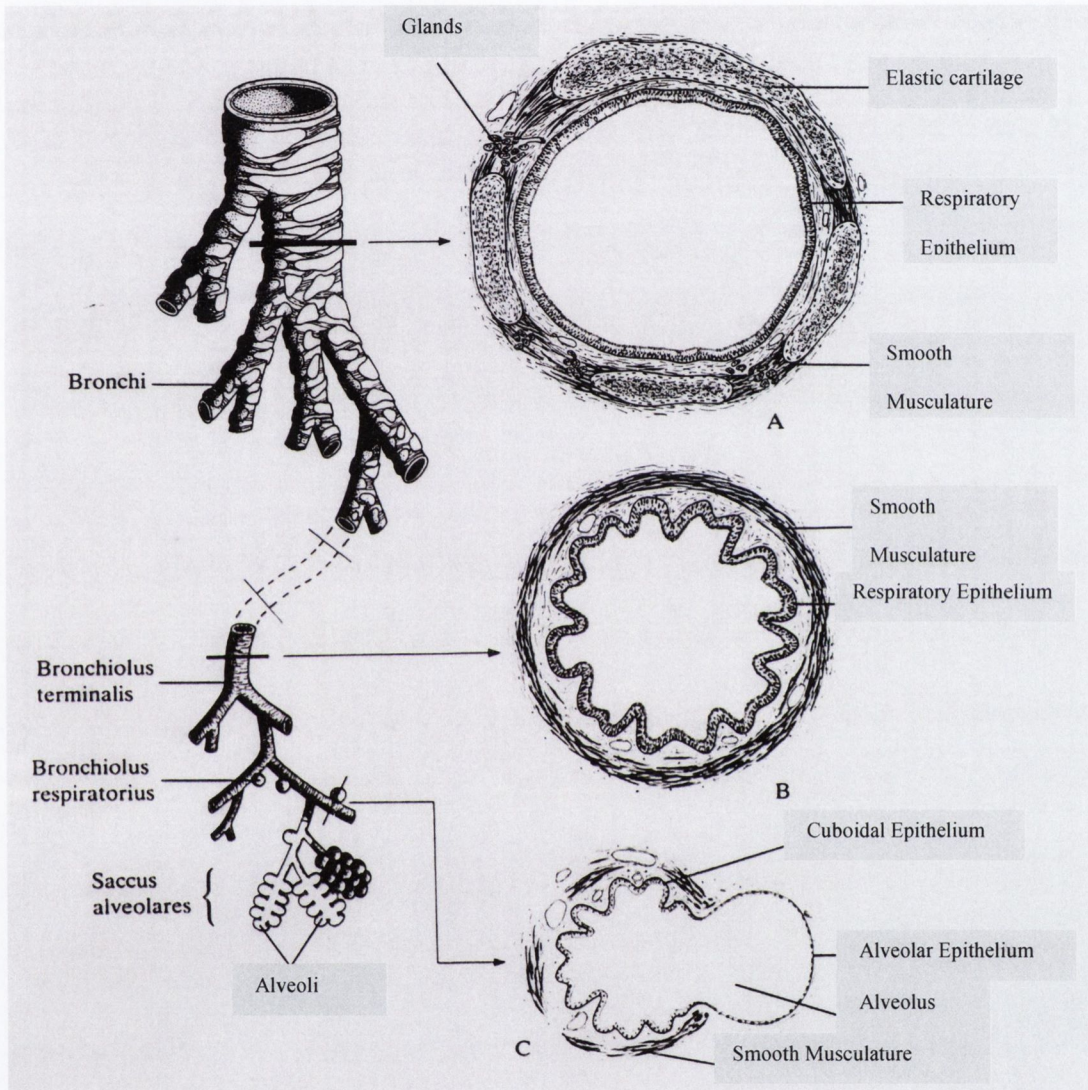 Glands
Elastic cartilage
Respiratory
Epithelium
Smooth
Musculature
A
Bronchi
Smooth
Musculature
Respiratory Epithelium
B
Bronchiolus
terminalis
Bronchiolus
respiratorius
Saccus
alveolares
Alveoli
Cuboidal Epithelium
Alveolar Epithelium
Alveolus
C
Smooth Musculature